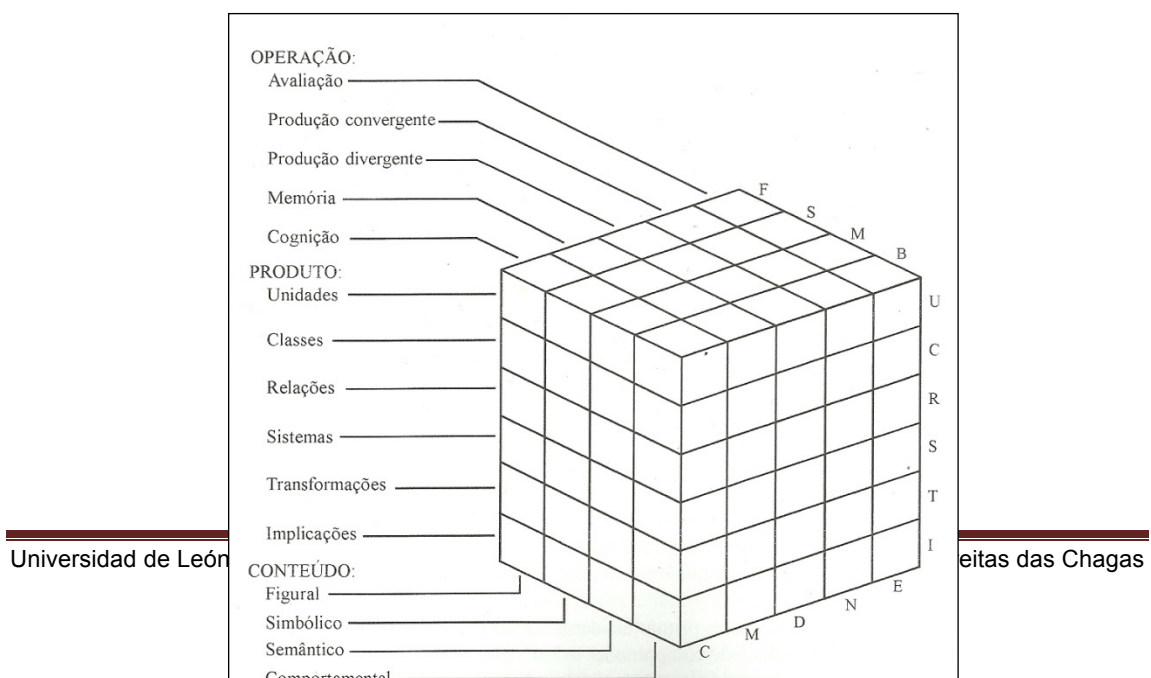 OPERAÇÃO:
Avaliação
Produção convergente
Produção divergente
Memória
Cognição
PRODUTO:
Unidades
Classes
Relações
Sistemas
Transformações
Implicações
CONTEÚDO:
Figural
Simbólico
Semântico
Comportamental
F
S
M
B
U
C
R
S
T
I
E
N
D
M
C
Universidad de León
eitas das Chagas